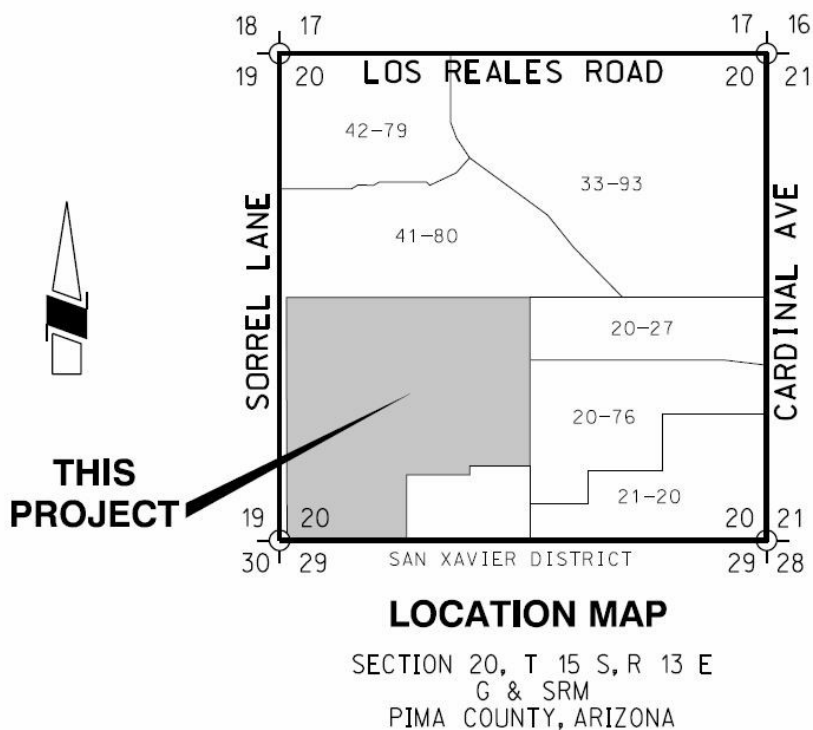 18 17
17 16
19 20
LOS REALES ROAD
20 21
42-79
33-93
41-80
SORREL LANE
CARDINAL AVE
20-27
20-76
THIS
PROJECT
21-20
19 20
20 21
30 29
SAN XAVIER DISTRICT
29 28
LOCATION MAP
SECTION 20, T 15 S, R 13 E
G & SRM
PIMA COUNTY, ARIZONA